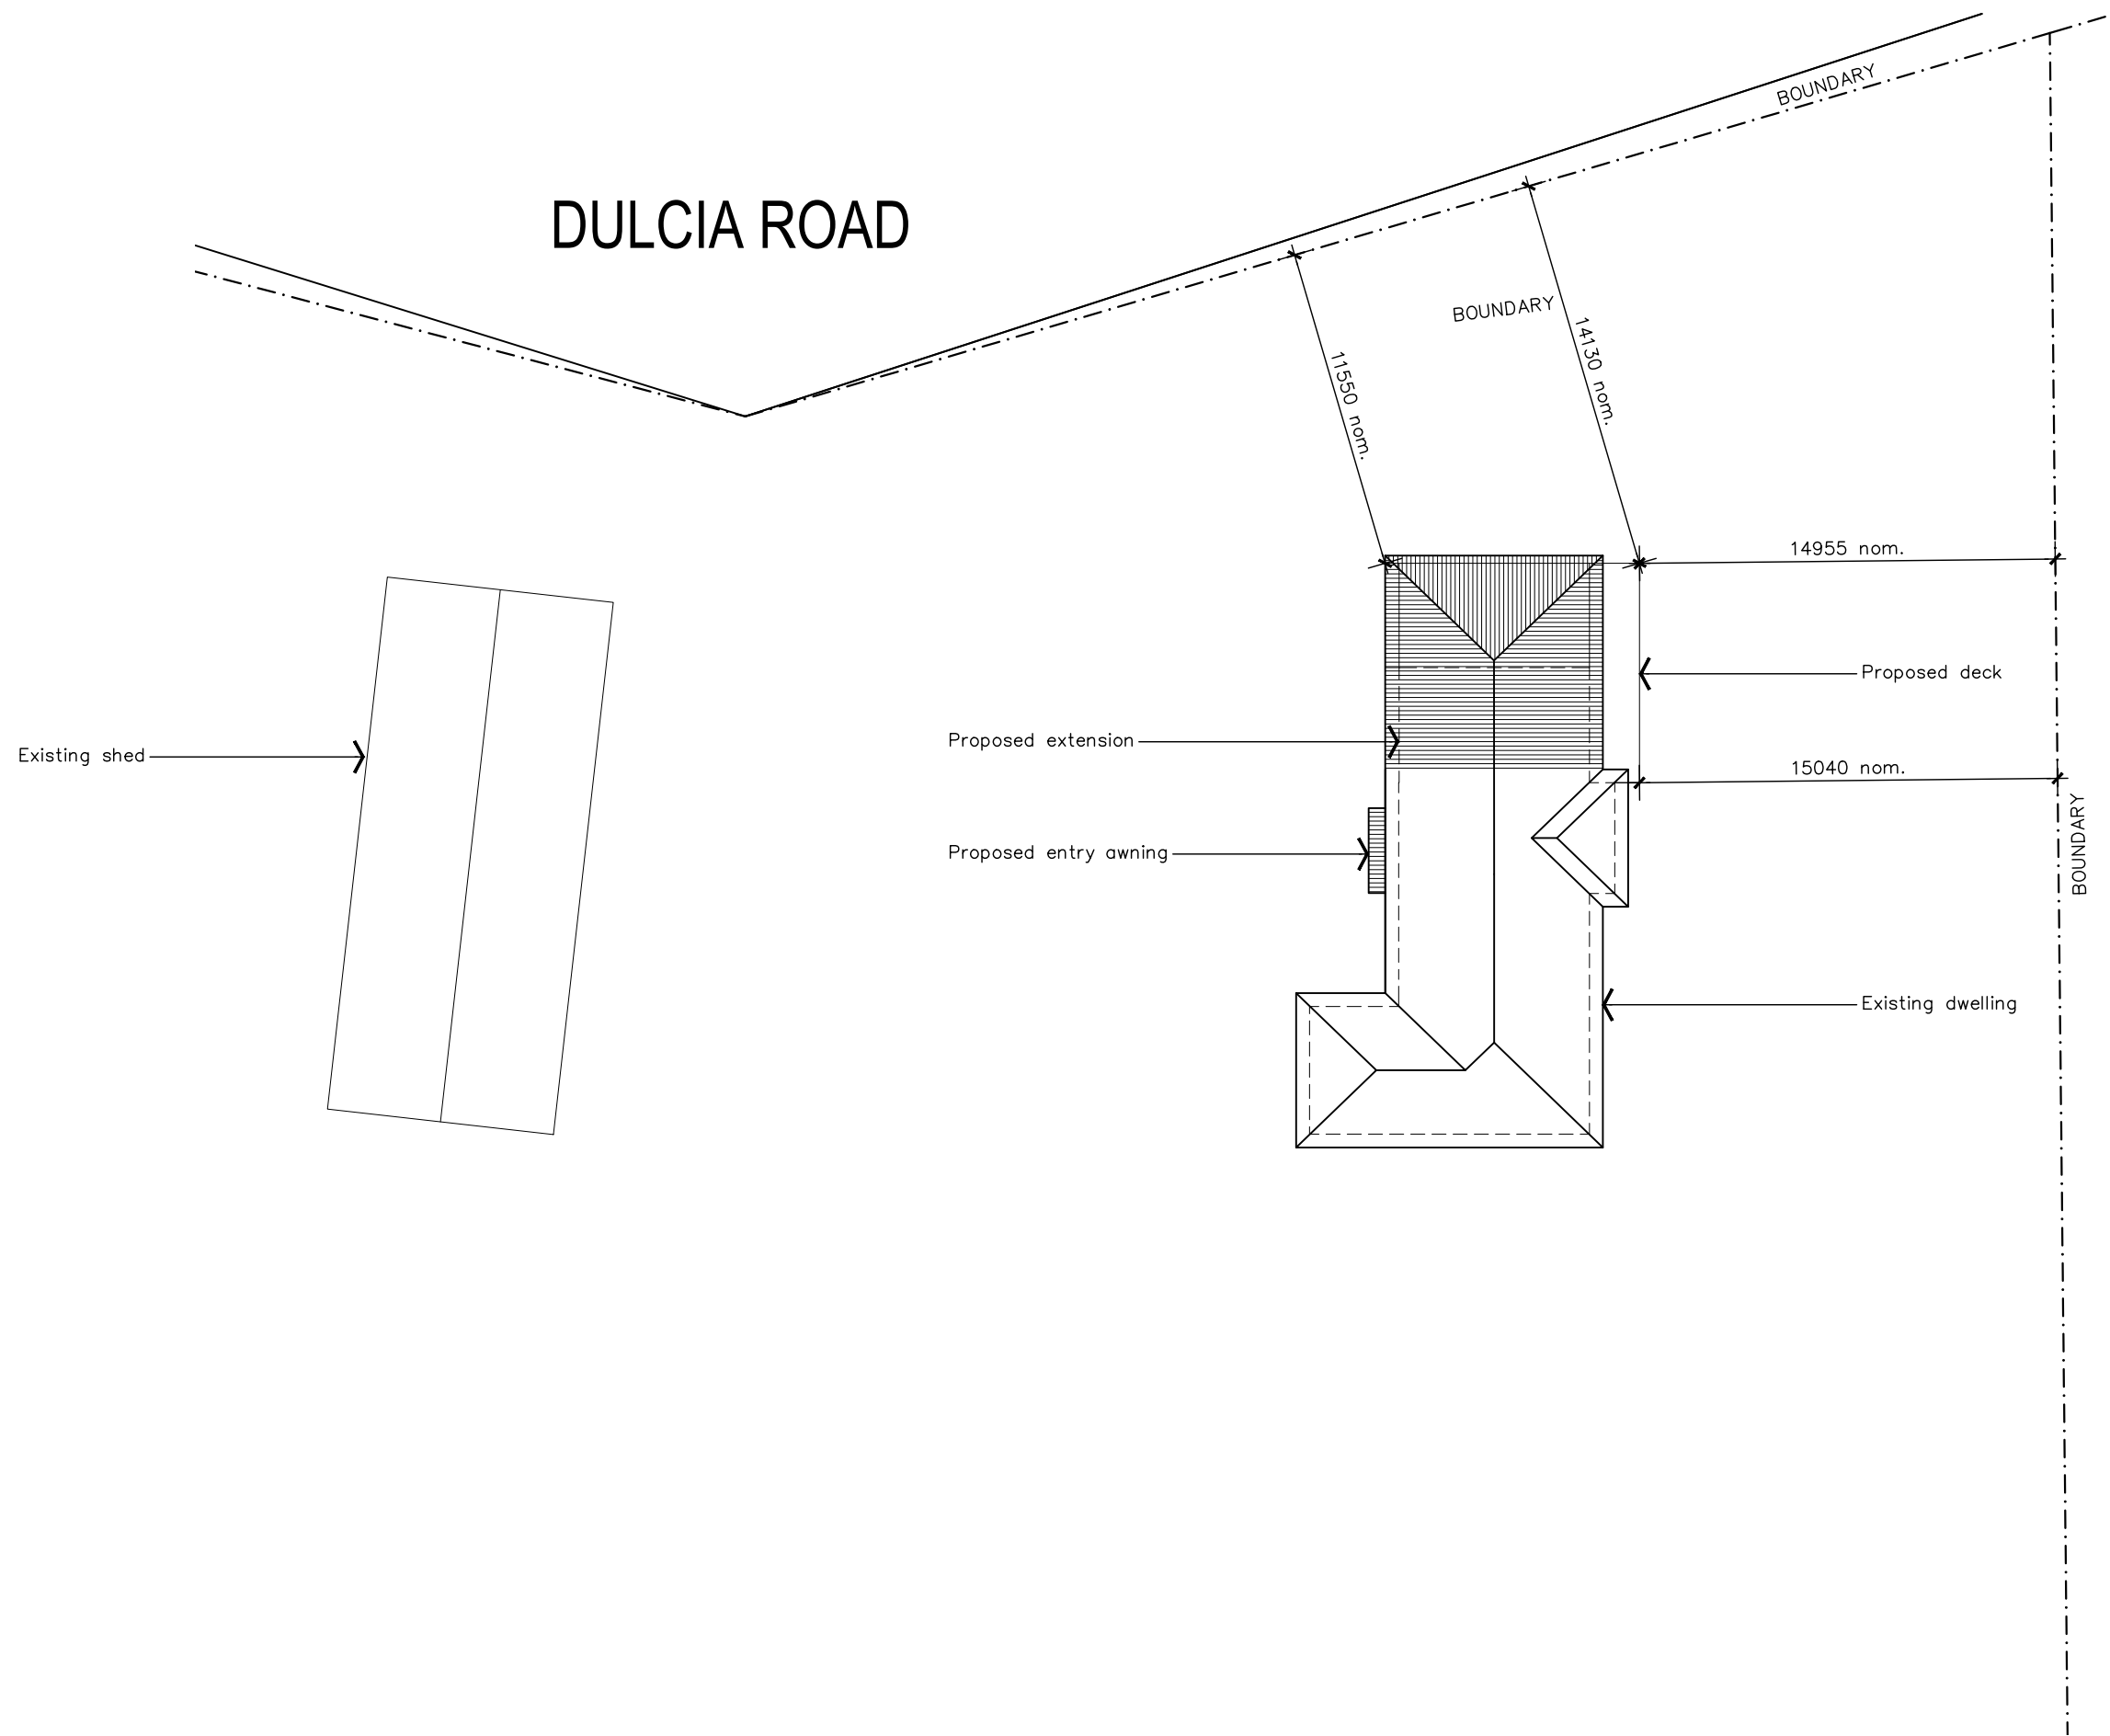 BOUNDARY
DULCIA ROAD
BOUNDARY
11550 nom.
14130 nom.
14955 nom.
Proposed deck
Proposed extension
Existing shed
15040 nom.
BOUNDARY
Proposed entry awning
Existing dwelling